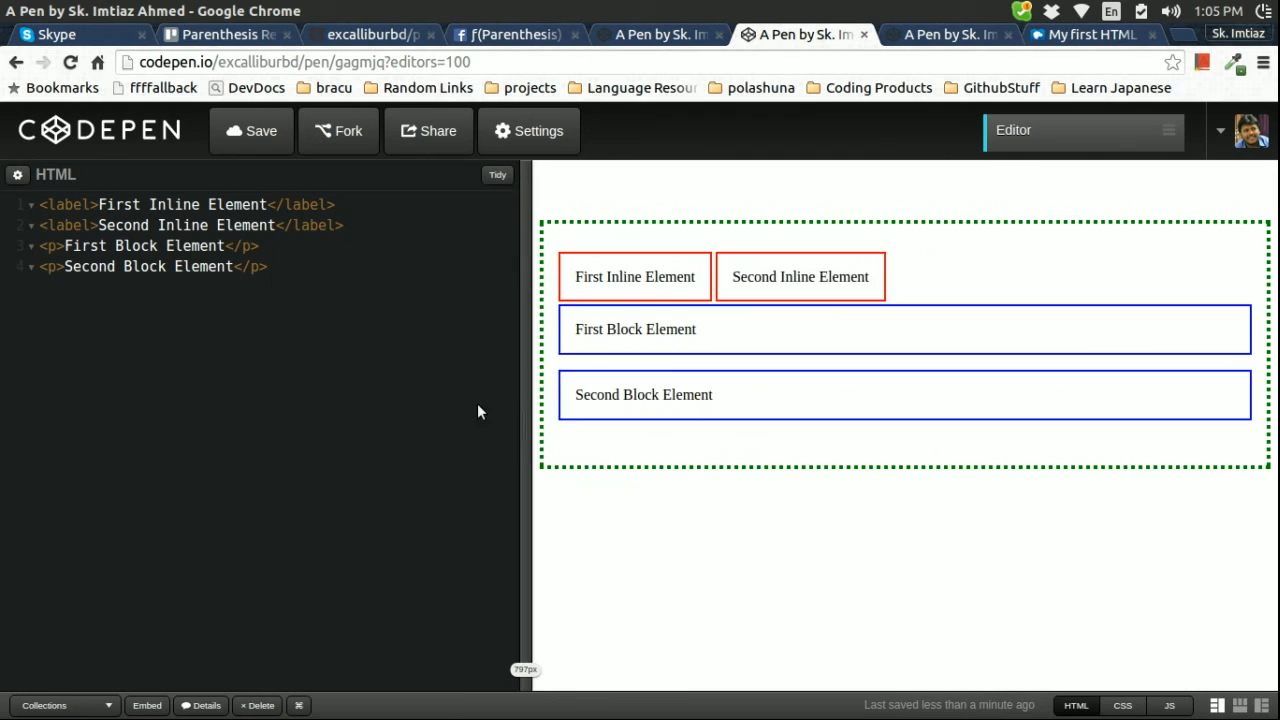 A Pen by Sk. Imtiaz Ahmed - Google Chrome
En
1:05 PM
Skype
Parenthesis Re
excalliburbd/p
ƒ(Parenthesis)
A Pen by Sk. Im
A Pen by Sk. Im
A Pen by Sk. Im
My first HTML
Sk. Imtiaz
codepen.io/excalliburbd/pen/gagmjq?editors=100
Bookmarks
ffffallback
DevDocs
bracu
Random Links
projects
Language Resou
polashuna
Coding Products
GithubStuff
Learn Japanese
CODEPEN
Save
Fork
Share
Settings
Editor
HTML
Tidy
1 <label>First Inline Element</label>
2 <label>Second Inline Element</label>
3 <p>First Block Element</p>
4 <p>Second Block Element</p>
First Inline Element
Second Inline Element
First Block Element
Second Block Element
797px
Collections
Embed
Details
× Delete
⌘
Last saved less than a minute ago
HTML
CSS
JS